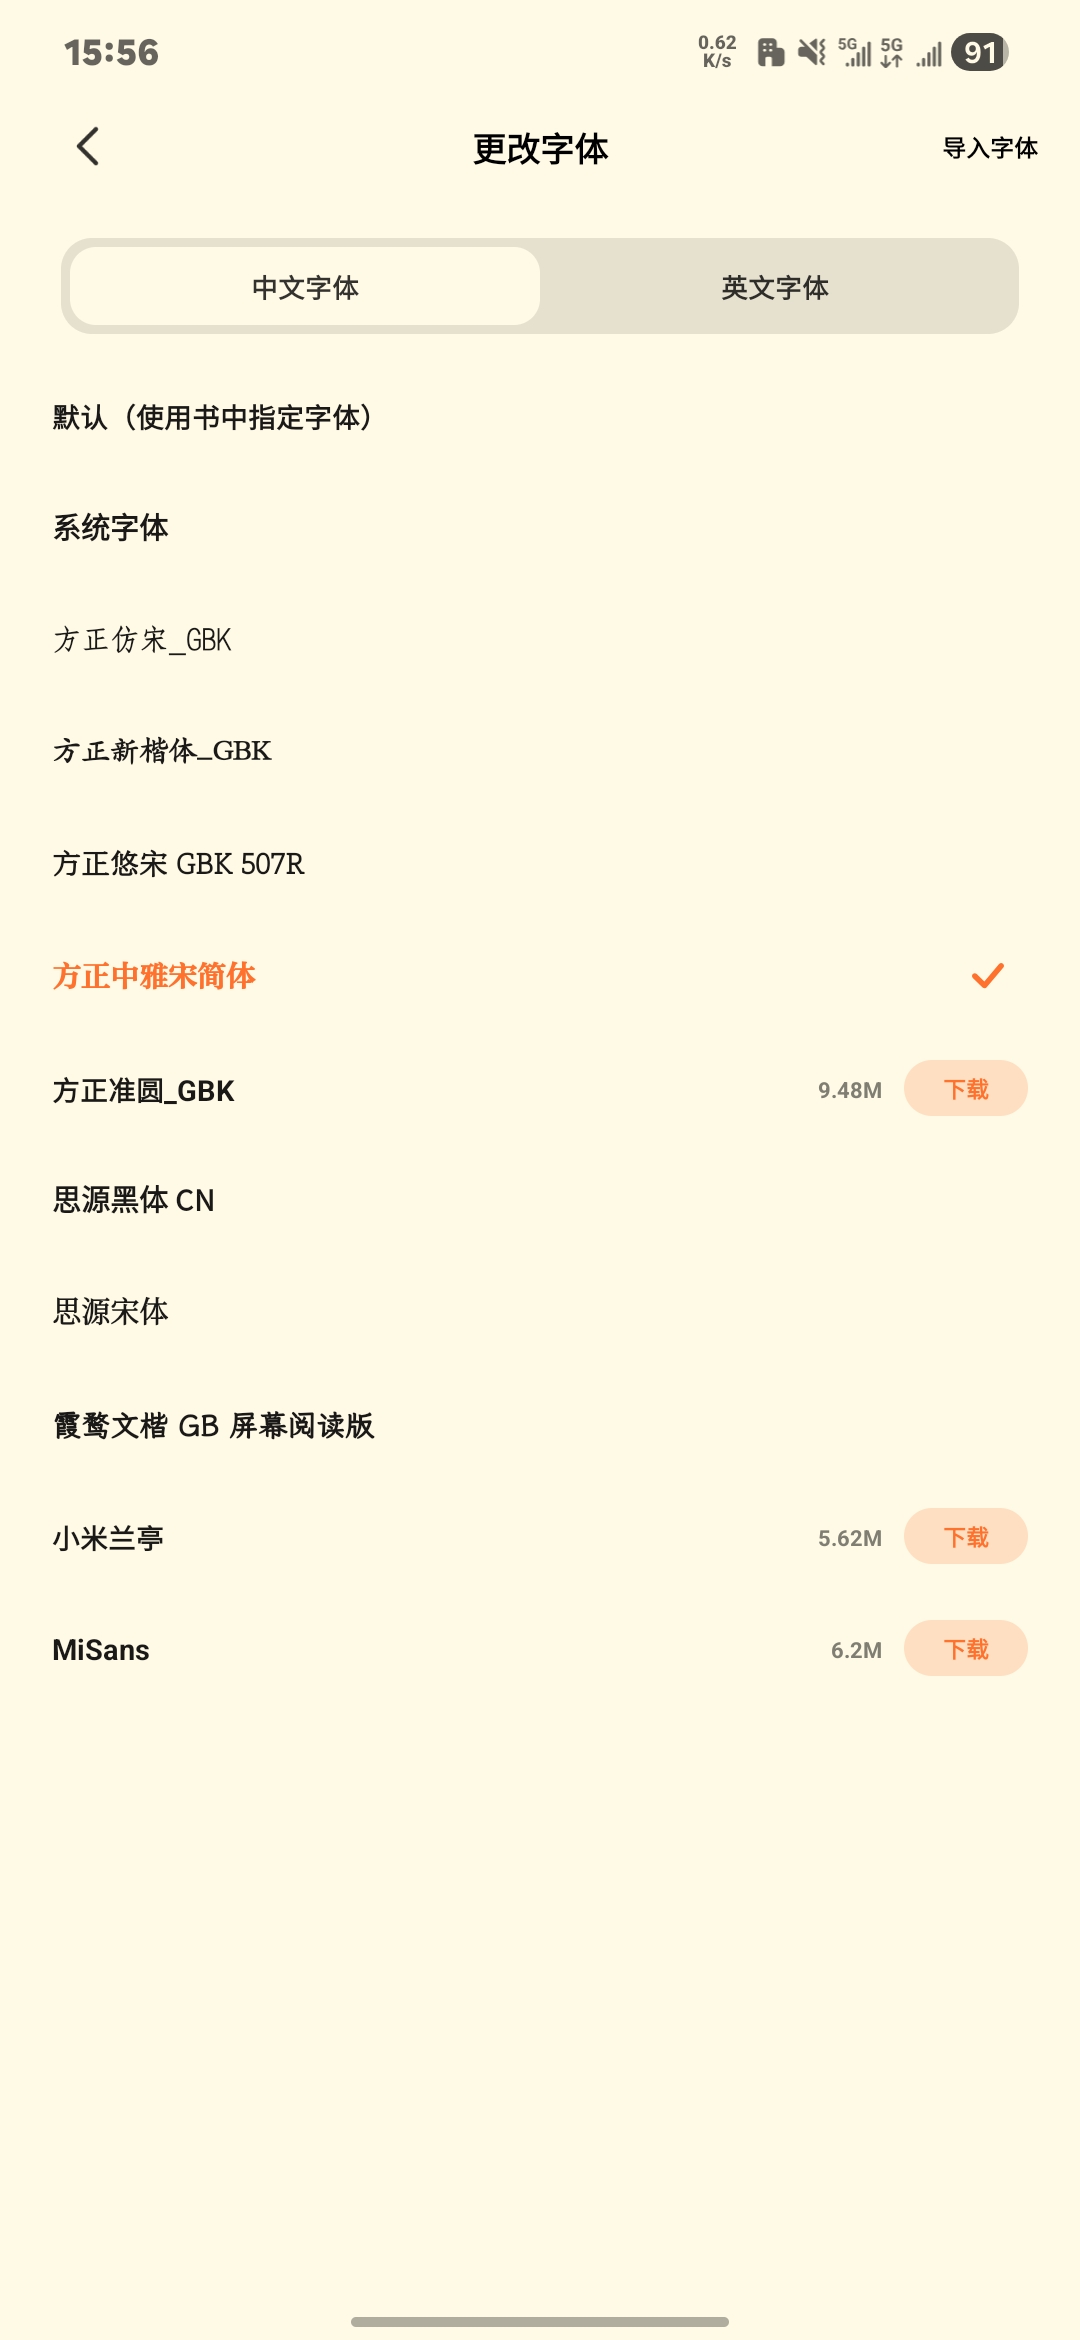 15:56
0.62
K/s
5G
5G
91
更改字体
导入字体
中文字体
英文字体
默认（使用书中指定字体）
系统字体
方正仿宋_GBK
方正新楷体_GBK
方正悠宋 GBK 507R
方正中雅宋简体
方正准圆_GBK
9.48M
下载
思源黑体 CN
思源宋体
霞鹜文楷 GB 屏幕阅读版
小米兰亭
5.62M
下载
MiSans
6.2M
下载